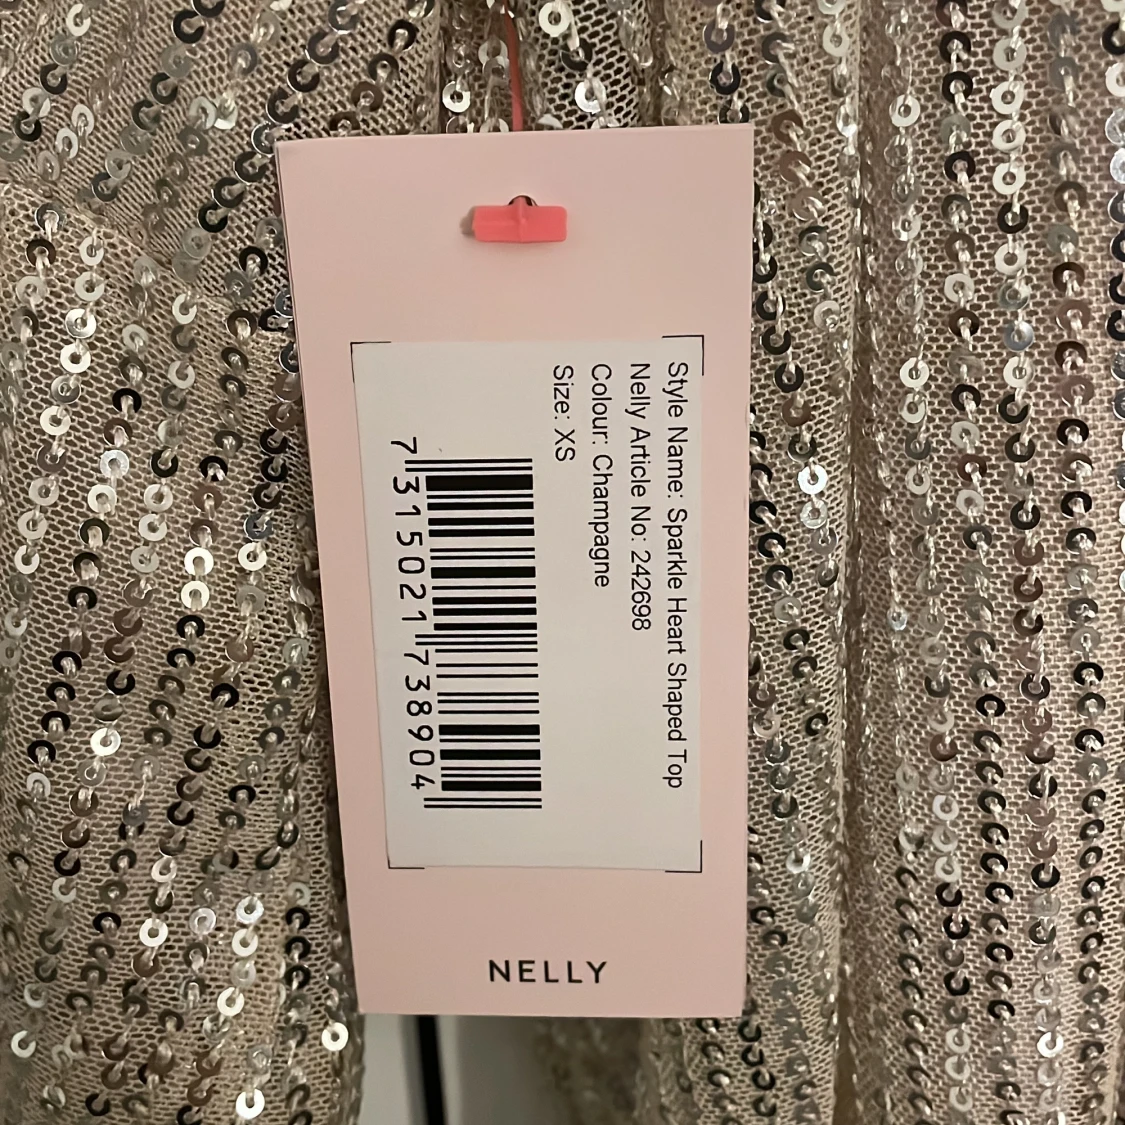 Style Name: Sparkle Heart Shaped Top
Nelly Article No: 242698
Colour: Champagne
Size: XS
7 315021 738904
NELLY